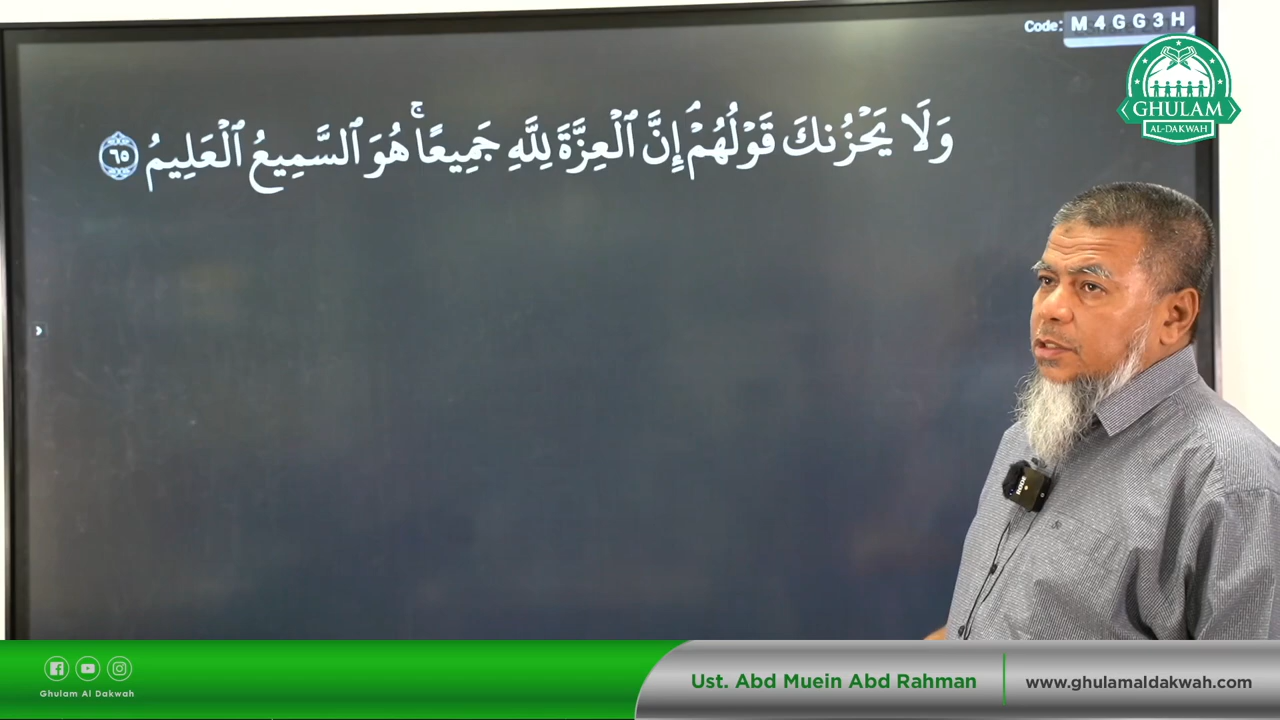 Code: M4GG3H
GHULAM
AL-DAKWAH
وَلَا يَحْزُنكَ قَوْلُهُمْ ۘ إِنَّ ٱلْعِزَّةَ لِلَّهِ جَمِيعًا ۚ هُوَ ٱلسَّمِيعُ ٱلْعَلِيمُ ٦٥
Ghulam Al Dakwah
Ust. Abd Muein Abd Rahman
www.ghulamaldakwah.com